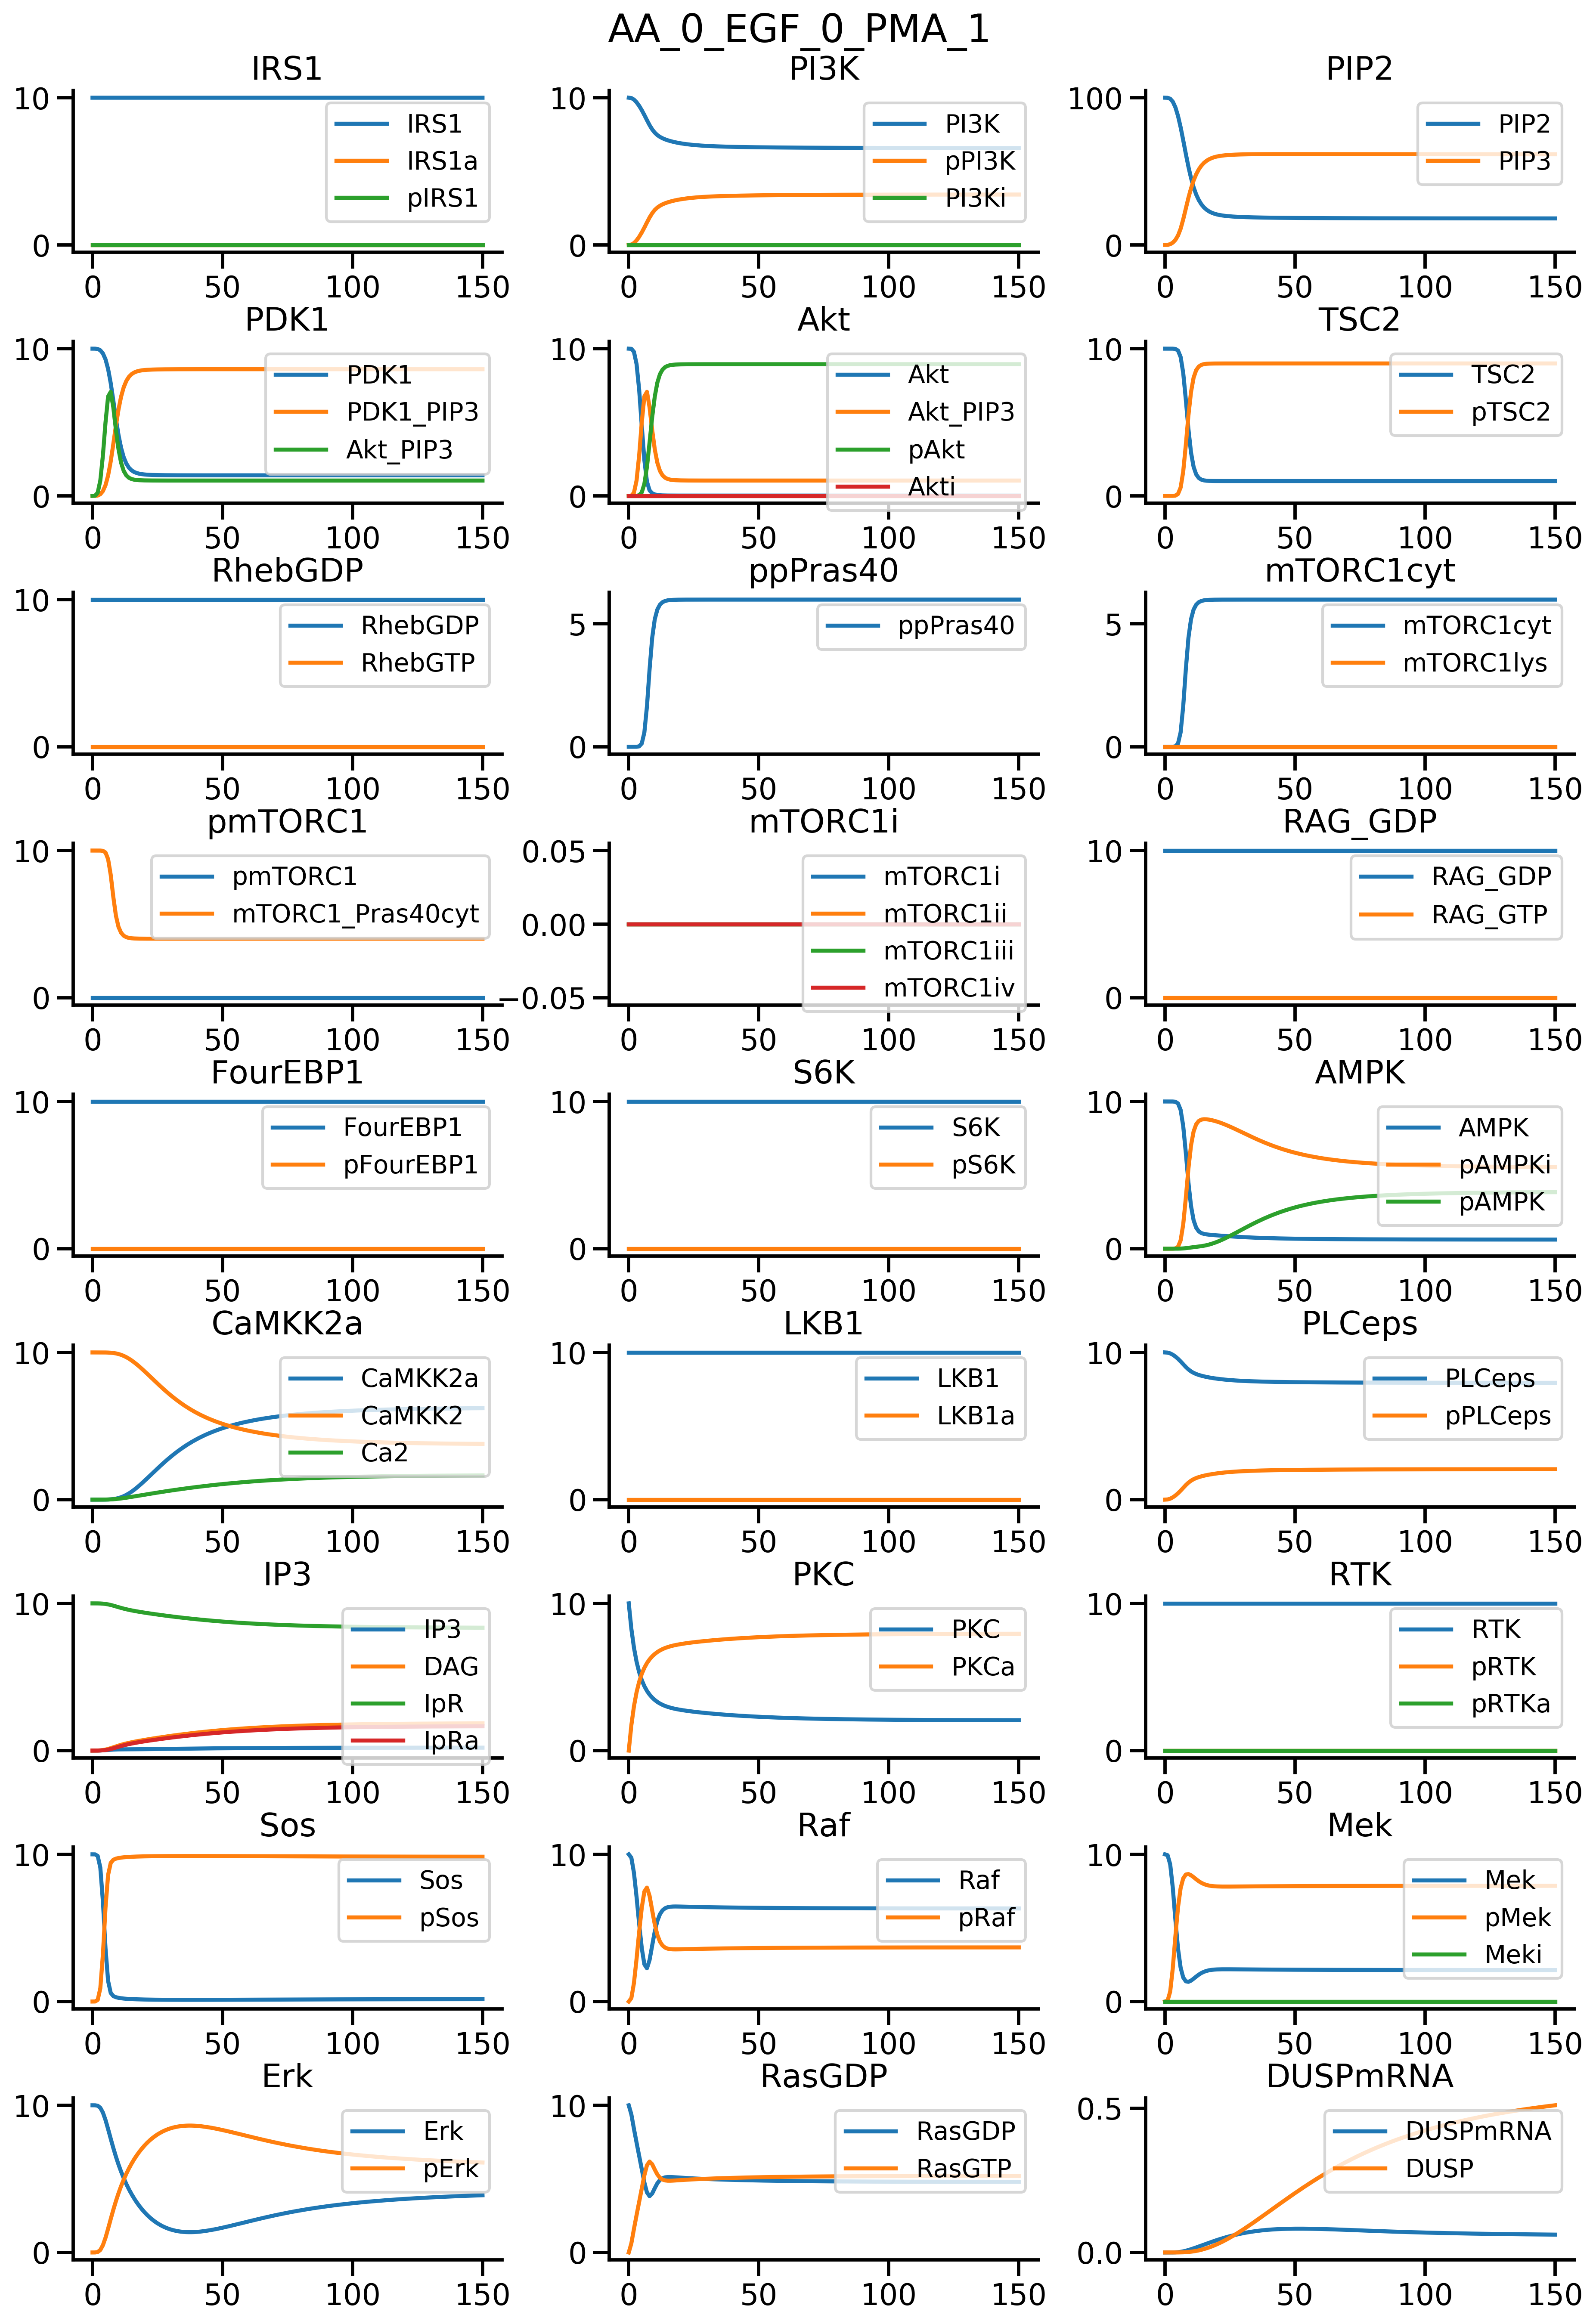 AA_0_EGF_0_PMA_1
IRS1
10
0
0 50 100 150
IRS1
IRS1a
pIRS1
PI3K
10
0
0 50 100 150
PI3K
pPI3K
PI3Ki
PIP2
100
0
0 50 100 150
PIP2
PIP3
PDK1
10
0
0 50 100 150
PDK1
PDK1_PIP3
Akt_PIP3
Akt
10
0
0 50 100 150
Akt
Akt_PIP3
pAkt
Akti
TSC2
10
0
0 50 100 150
TSC2
pTSC2
RhebGDP
10
0
0 50 100 150
RhebGDP
RhebGTP
ppPras40
5
0
0 50 100 150
ppPras40
mTORC1cyt
5
0
0 50 100 150
mTORC1cyt
mTORC1lys
pmTORC1
10
0
0 50 100 150
pmTORC1
mTORC1_Pras40cyt
mTORC1i
0.05
0.00
−0.05
0 50 100 150
mTORC1i
mTORC1ii
mTORC1iii
mTORC1iv
RAG_GDP
10
0
0 50 100 150
RAG_GDP
RAG_GTP
FourEBP1
10
0
0 50 100 150
FourEBP1
pFourEBP1
S6K
10
0
0 50 100 150
S6K
pS6K
AMPK
10
0
0 50 100 150
AMPK
pAMPKi
pAMPK
CaMKK2a
10
0
0 50 100 150
CaMKK2a
CaMKK2
Ca2
LKB1
10
0
0 50 100 150
LKB1
LKB1a
PLCeps
10
0
0 50 100 150
PLCeps
pPLCeps
IP3
10
0
0 50 100 150
IP3
DAG
IpR
IpRa
PKC
10
0
0 50 100 150
PKC
PKCa
RTK
10
0
0 50 100 150
RTK
pRTK
pRTKa
Sos
10
0
0 50 100 150
Sos
pSos
Raf
10
0
0 50 100 150
Raf
pRaf
Mek
10
0
0 50 100 150
Mek
pMek
Meki
Erk
10
0
0 50 100 150
Erk
pErk
RasGDP
10
0
0 50 100 150
RasGDP
RasGTP
DUSPmRNA
0.5
0.0
0 50 100 150
DUSPmRNA
DUSP